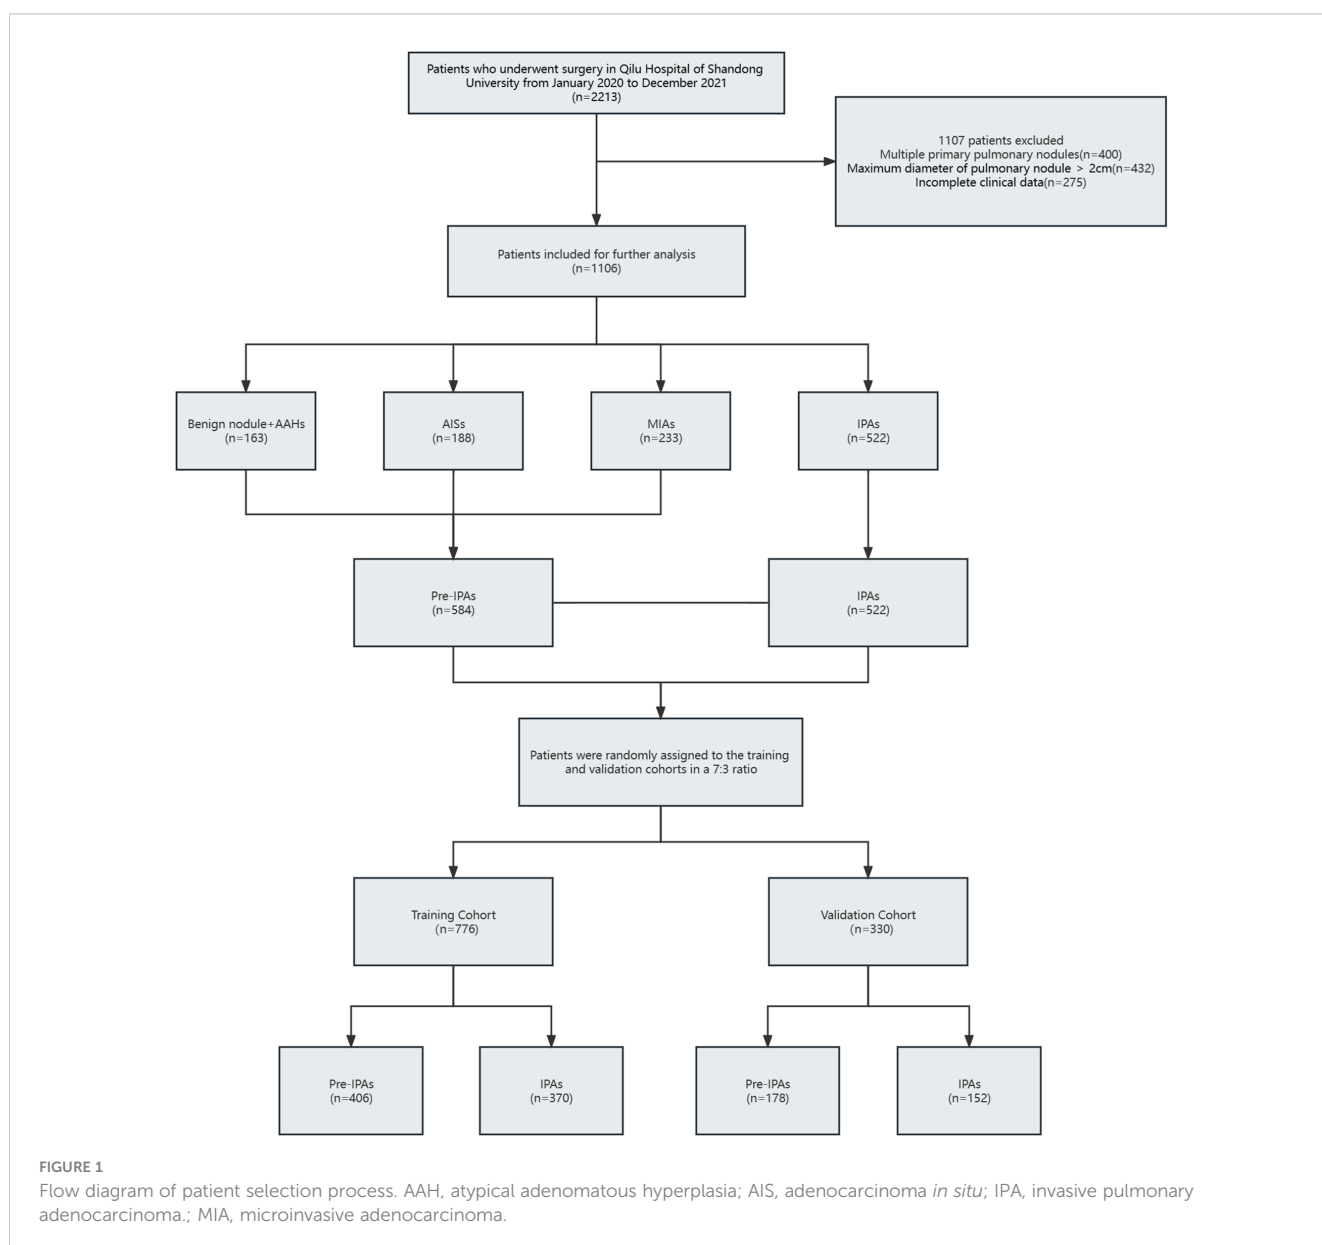 Patients who underwent surgery in Qilu Hospital of Shandong
University from January 2020 to December 2021
(n=2213)
1107 patients excluded
Multiple primary pulmonary nodules(n=400)
Maximum diameter of pulmonary nodule > 2cm(n=432)
Incomplete clinical data(n=275)
Patients included for further analysis
(n=1106)
Benign nodule+AAHs
(n=163)
AISs
(n=188)
MIAs
(n=233)
IPAs
(n=522)
Pre-IPAs
(n=584)
IPAs
(n=522)
Patients were randomly assigned to the training
and validation cohorts in a 7:3 ratio
Training Cohort
(n=776)
Validation Cohort
(n=330)
Pre-IPAs
(n=406)
IPAs
(n=370)
Pre-IPAs
(n=178)
IPAs
(n=152)
FIGURE 1
Flow diagram of patient selection process. AAH, atypical adenomatous hyperplasia; AIS, adenocarcinoma in situ; IPA, invasive pulmonary
adenocarcinoma.; MIA, microinvasive adenocarcinoma.